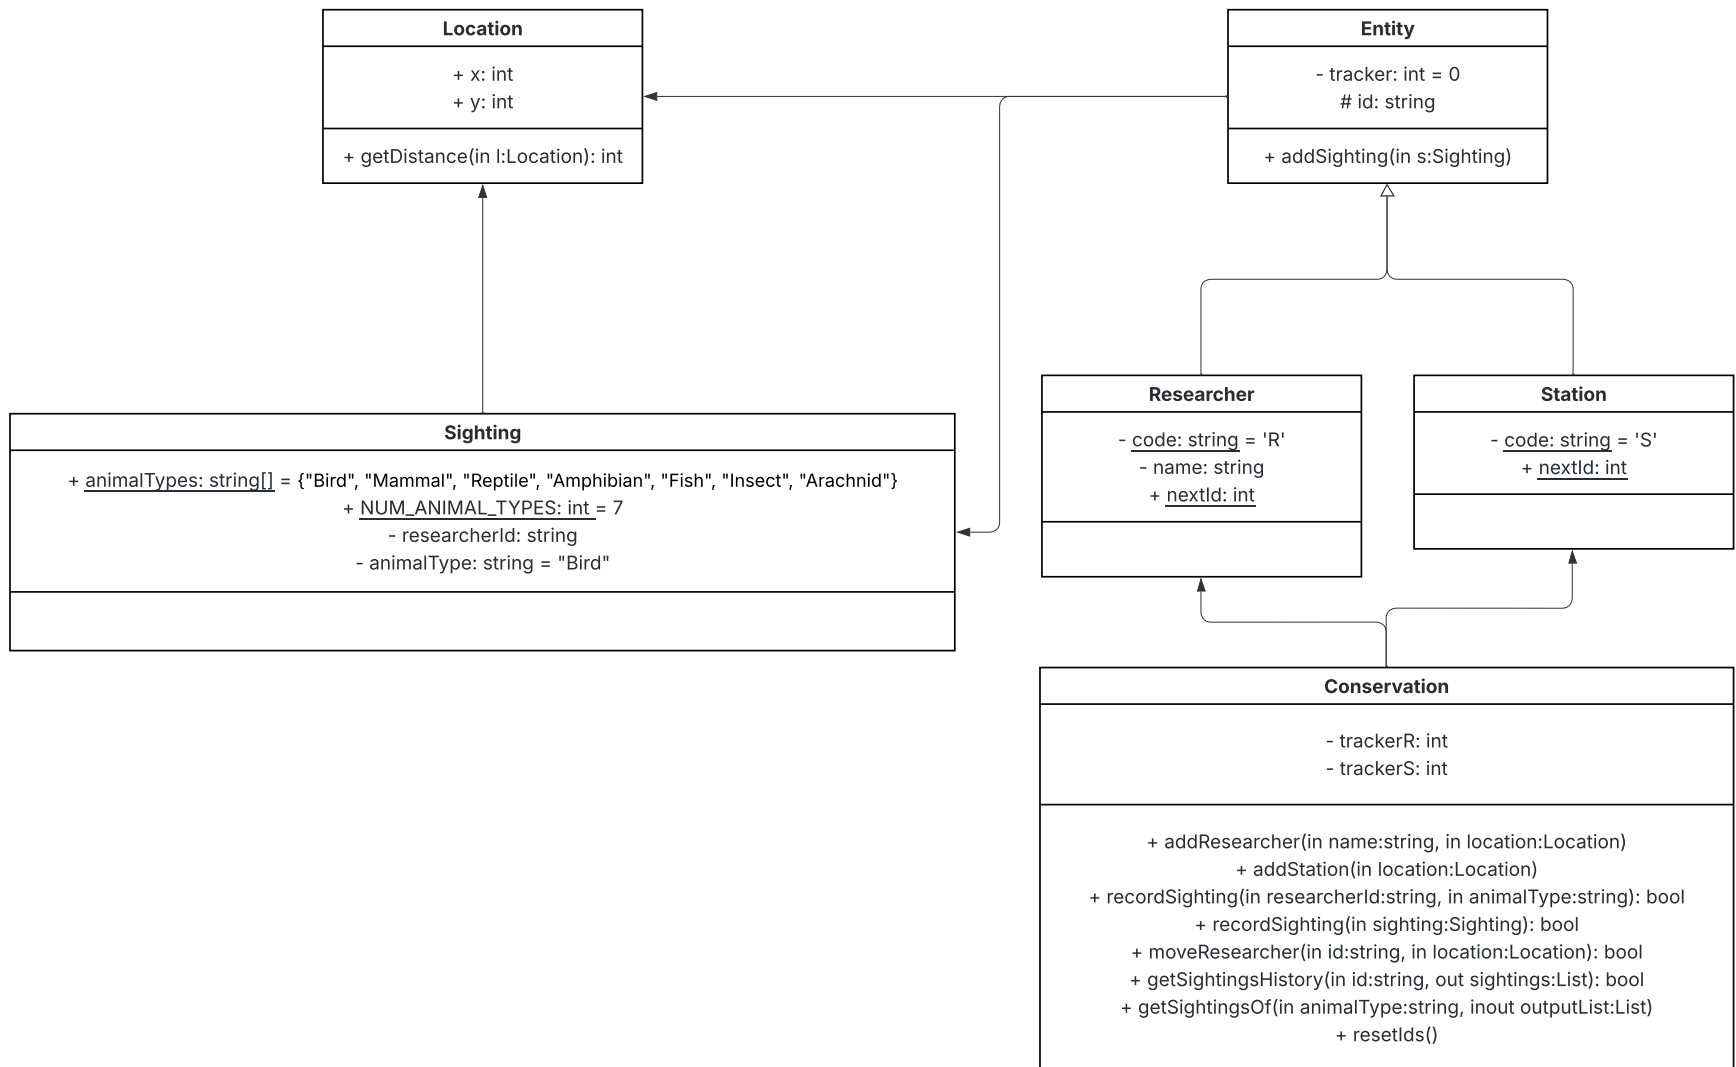 Location
+ x: int
+ y: int
+ getDistance(in l:Location): int
Entity
- tracker: int = 0
# id: string
+ addSighting(in s:Sighting)
Sighting
+ animalTypes: string[] = {"Bird", "Mammal", "Reptile", "Amphibian", "Fish", "Insect", "Arachnid"}
+ NUM_ANIMAL_TYPES: int = 7
- researcherId: string
- animalType: string = "Bird"
Researcher
- code: string = 'R'
- name: string
+ nextId: int
Station
- code: string = 'S'
+ nextId: int
Conservation
- trackerR: int
- trackerS: int
+ addResearcher(in name:string, in location:Location)
+ addStation(in location:Location)
+ recordSighting(in researcherId:string, in animalType:string): bool
+ recordSighting(in sighting:Sighting): bool
+ moveResearcher(in id:string, in location:Location): bool
+ getSightingsHistory(in id:string, out sightings:List): bool
+ getSightingsOf(in animalType:string, inout outputList:List)
+ resetIds()